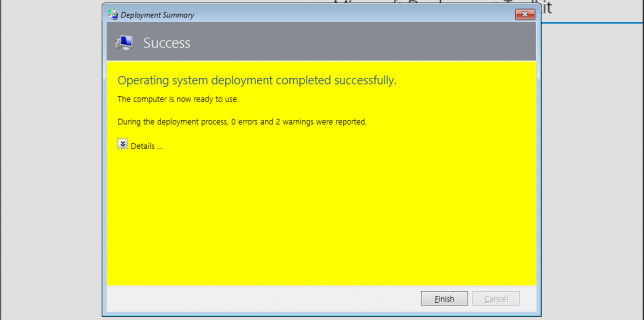 Deployment Summary
Success
Operating system deployment completed successfully.
The computer is now ready to use.
During the deployment process, 0 errors and 2 warnings were reported.
Details ...
Finish
Cancel